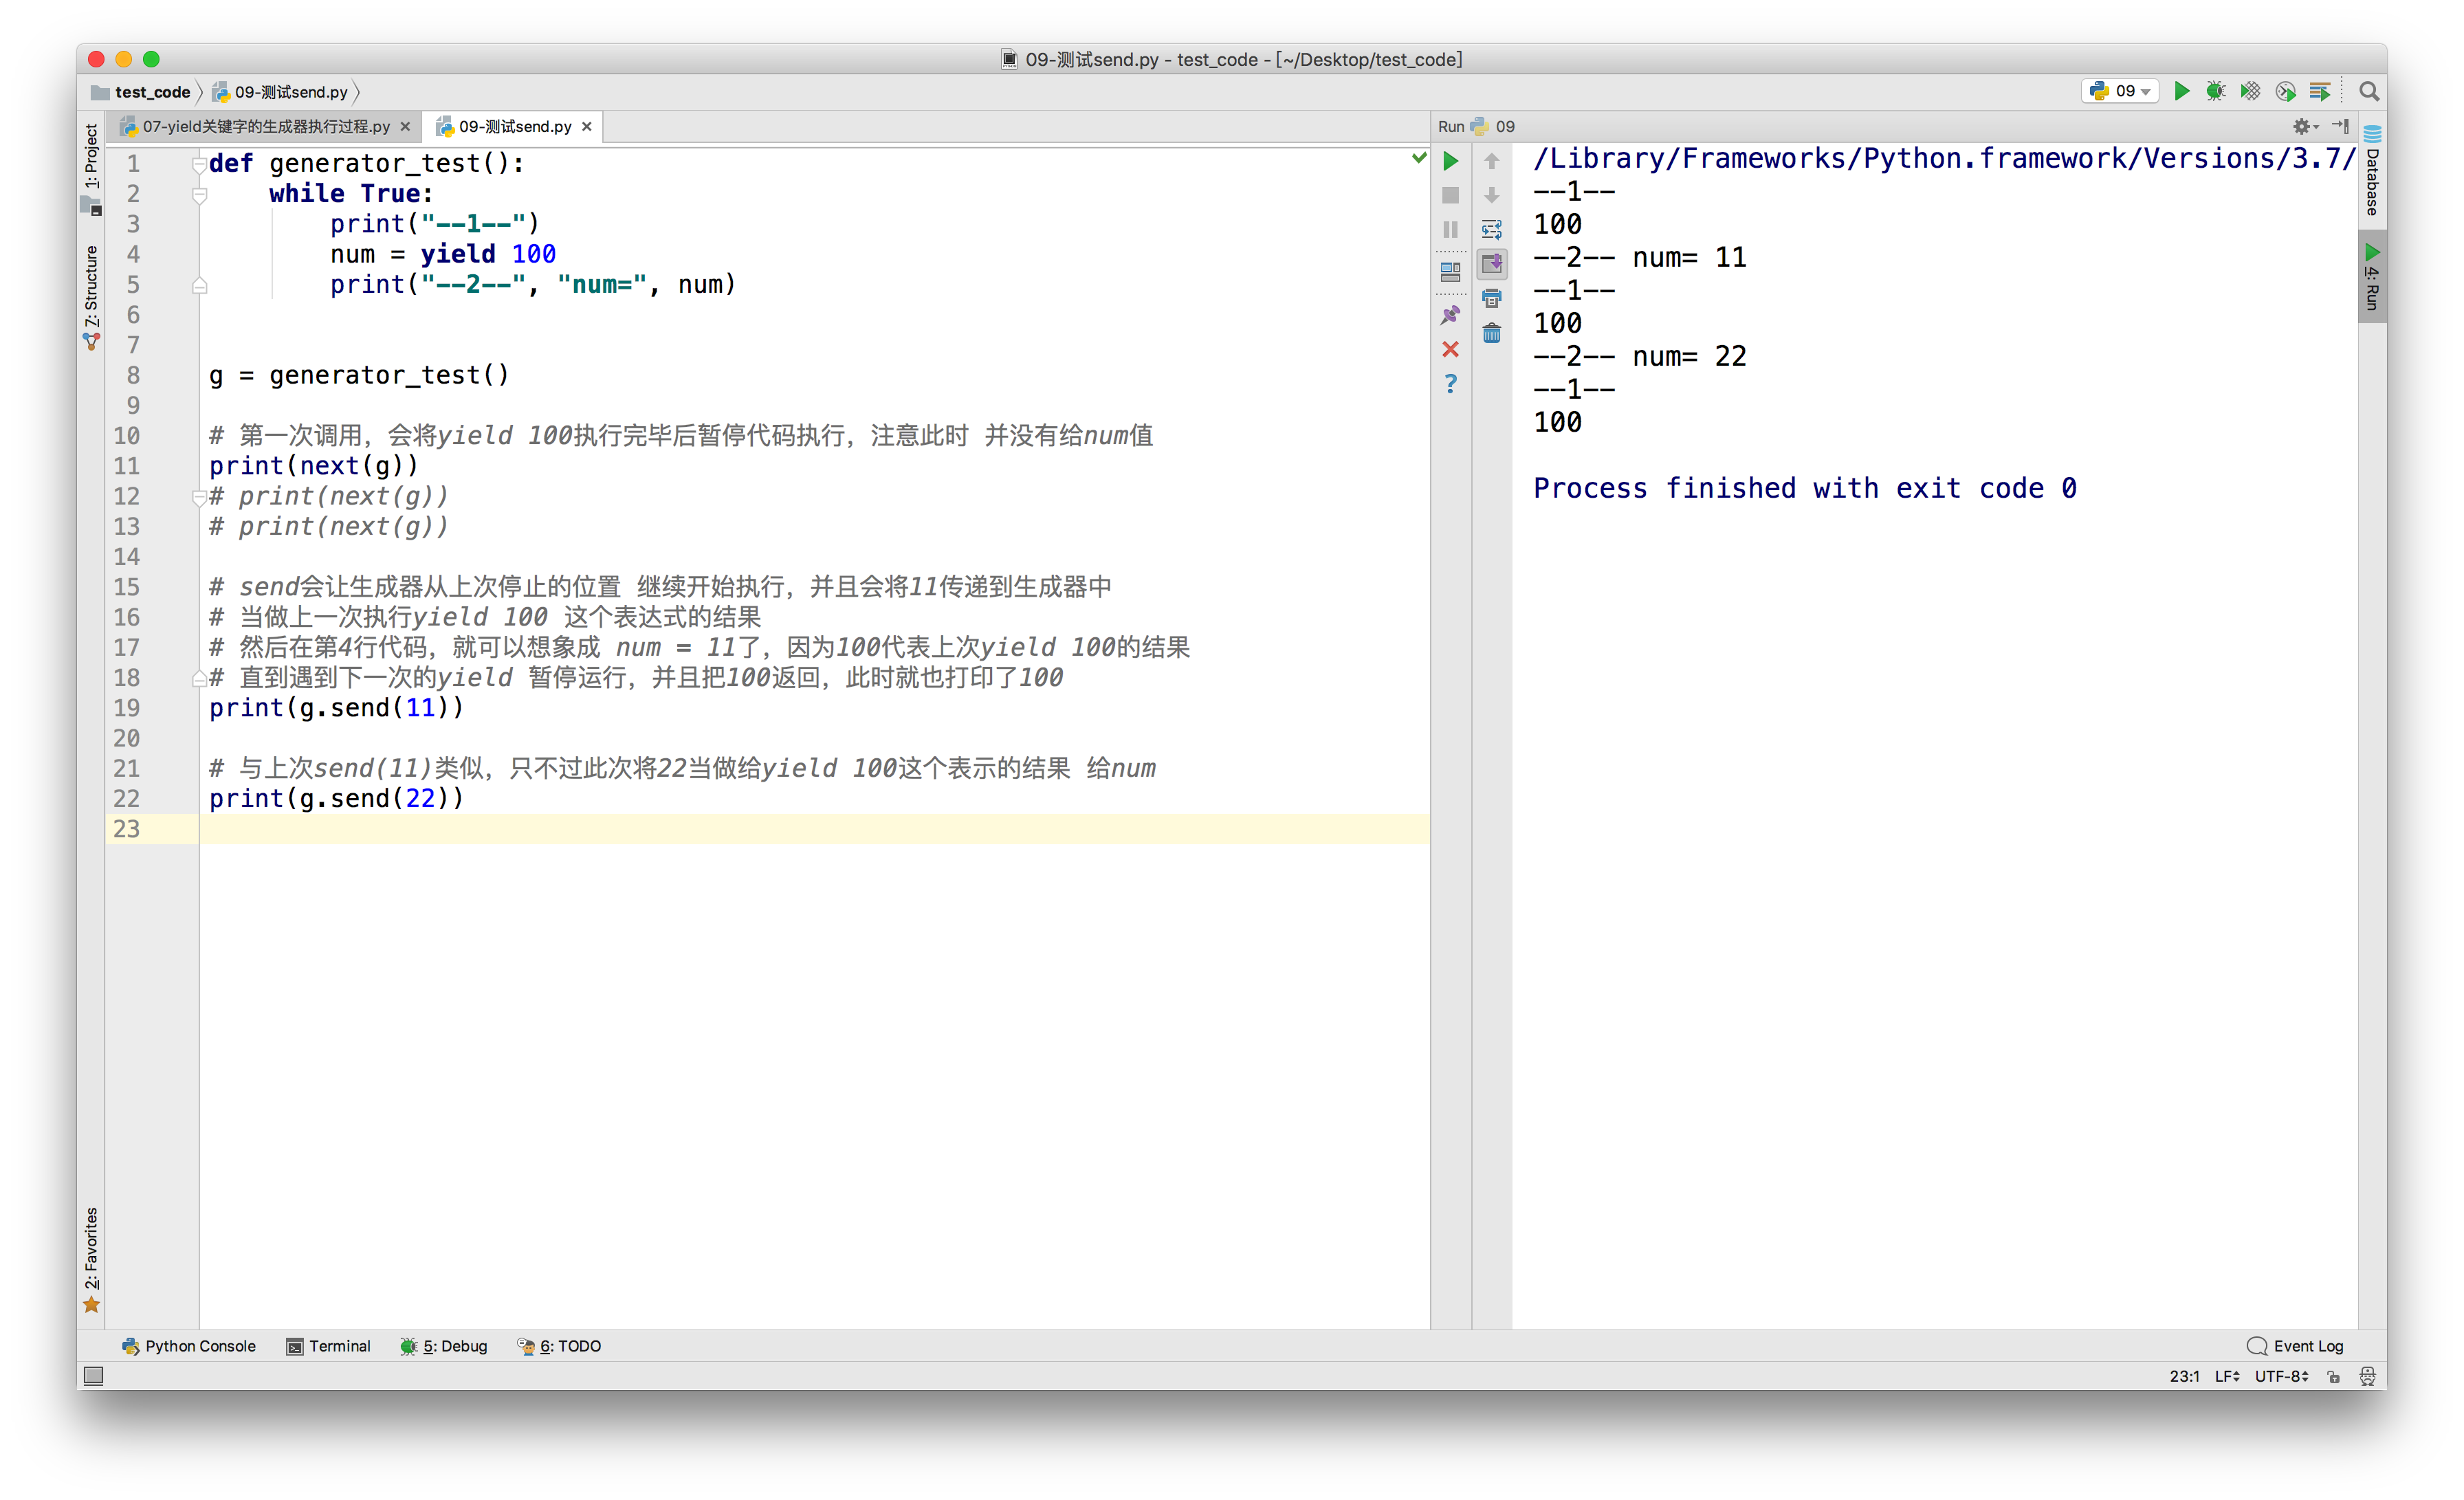 09-测试send.py - test_code - [~/Desktop/test_code]
test_code 09-测试send.py
09
07-yield关键字的生成器执行过程.py
09-测试send.py
Run 09
1: Project
7: Structure
2: Favorites
1 def generator_test():
2 while True:
3 print("--1--")
4 num = yield 100
5 print("--2--", "num=", num)
6
7
8 g = generator_test()
9
10 # 第一次调用，会将yield 100执行完毕后暂停代码执行，注意此时 并没有给num值
11 print(next(g))
12 # print(next(g))
13 # print(next(g))
14
15 # send会让生成器从上次停止的位置 继续开始执行，并且会将11传递到生成器中
16 # 当做上一次执行yield 100 这个表达式的结果
17 # 然后在第4行代码，就可以想象成 num = 11了，因为100代表上次yield 100的结果
18 # 直到遇到下一次的yield 暂停运行，并且把100返回，此时就也打印了100
19 print(g.send(11))
20
21 # 与上次send(11)类似，只不过此次将22当做给yield 100这个表示的结果 给num
22 print(g.send(22))
23
/Library/Frameworks/Python.framework/Versions/3.7/
--1--
100
--2-- num= 11
--1--
100
--2-- num= 22
--1--
100
Process finished with exit code 0
Database
4: Run
Python Console
Terminal
5: Debug
6: TODO
Event Log
23:1 LF UTF-8